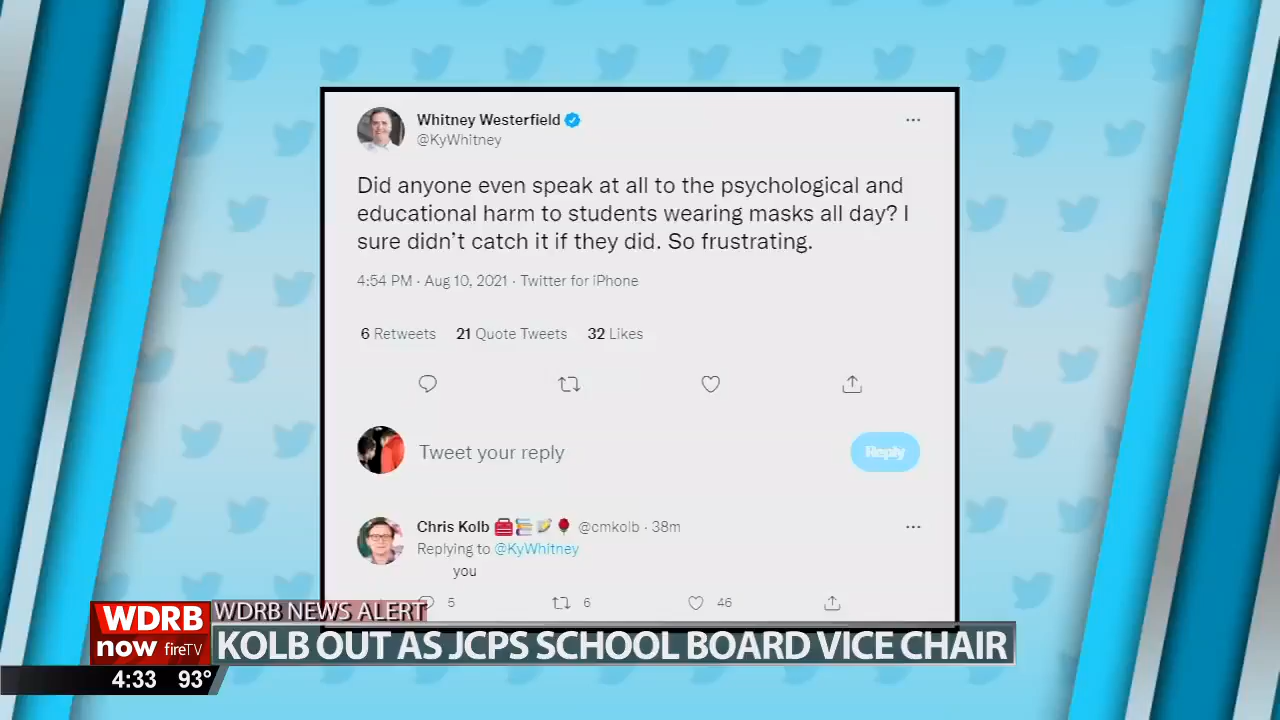 Whitney Westerfield
@KyWhitney
Did anyone even speak at all to the psychological and
educational harm to students wearing masks all day? I
sure didn't catch it if they did. So frustrating.
4:54 PM · Aug 10, 2021 · Twitter for iPhone
6 Retweets 21 Quote Tweets 32 Likes
Tweet your reply
Reply
Chris Kolb 🧰📚📝🌹 @cmkolb · 38m
Replying to @KyWhitney
you
5 6 46
WDRB NEWS ALERT
WDRB
now fireTV
KOLB OUT AS JCPS SCHOOL BOARD VICE CHAIR
4:33 93°